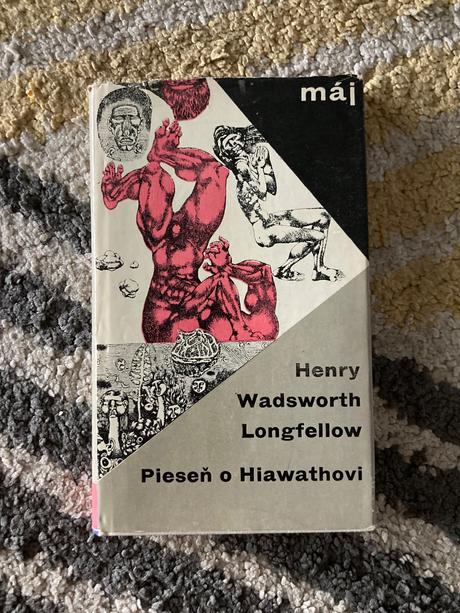 máj
Henry
Wadsworth
Longfellow
Pieseň o Hiawathovi